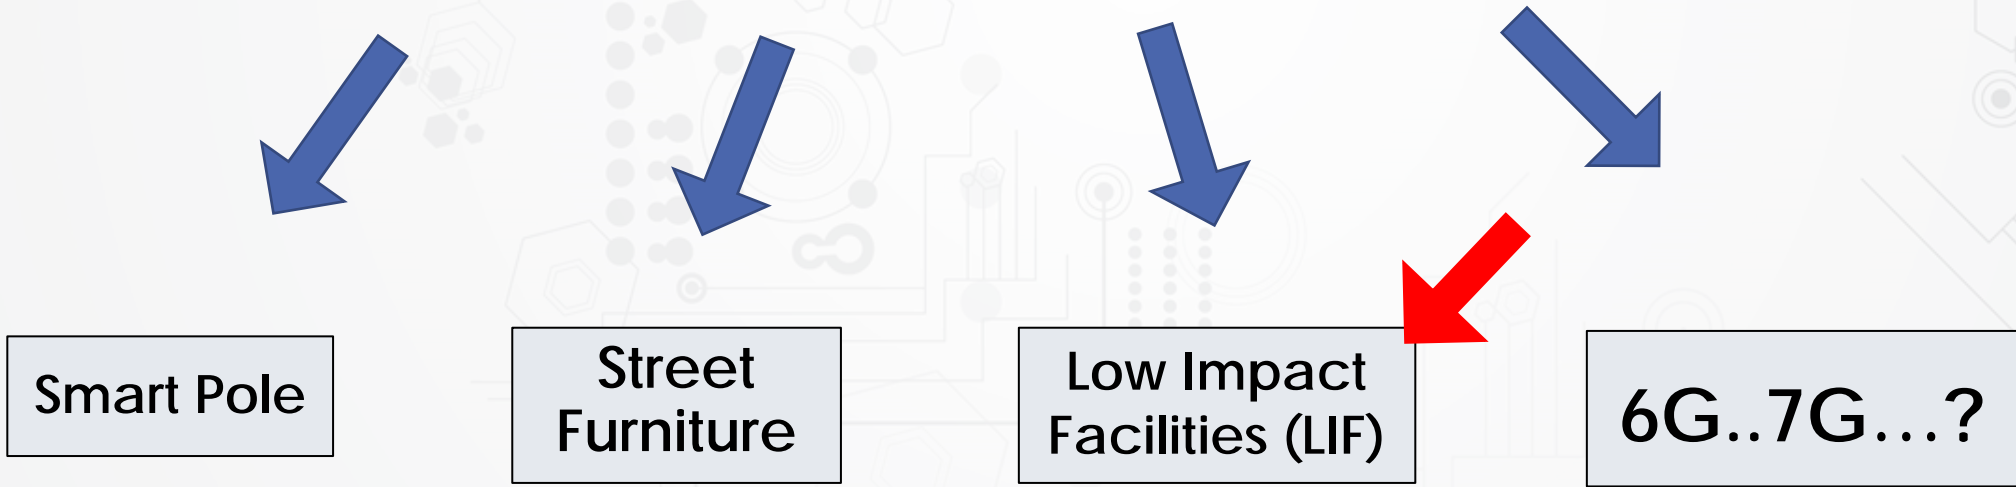 Smart Pole
Street
Furniture
Low Impact
Facilities (LIF)
6G..7G...?